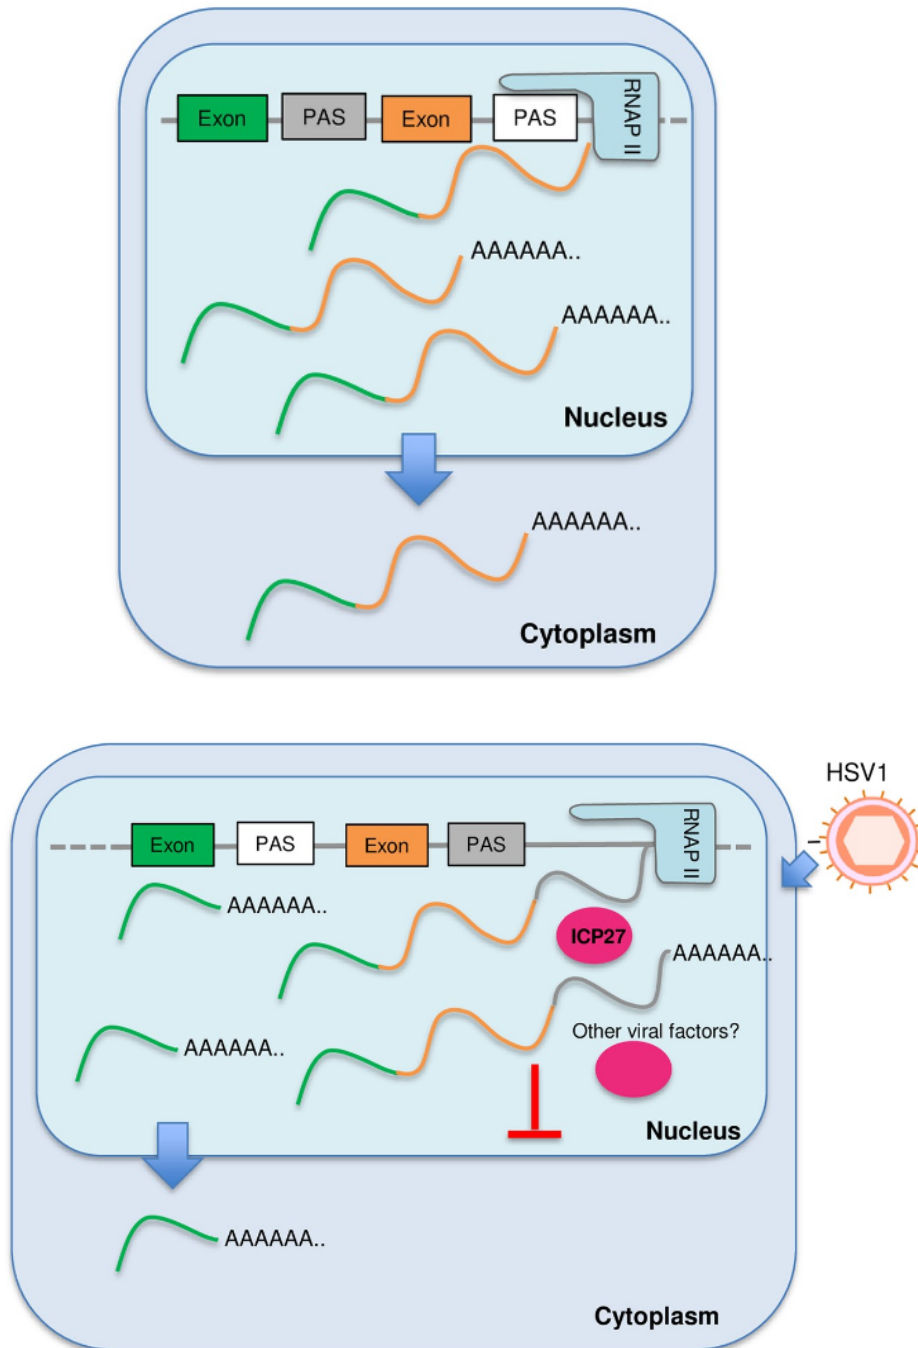 Exon PAS Exon PAS RNAP II
AAAAAA..
AAAAAA..
Nucleus
AAAAAA..
Cytoplasm
HSV1
Exon PAS Exon PAS RNAP II
AAAAAA..
ICP27
AAAAAA..
Other viral factors?
AAAAAA..
Nucleus
AAAAAA..
Cytoplasm